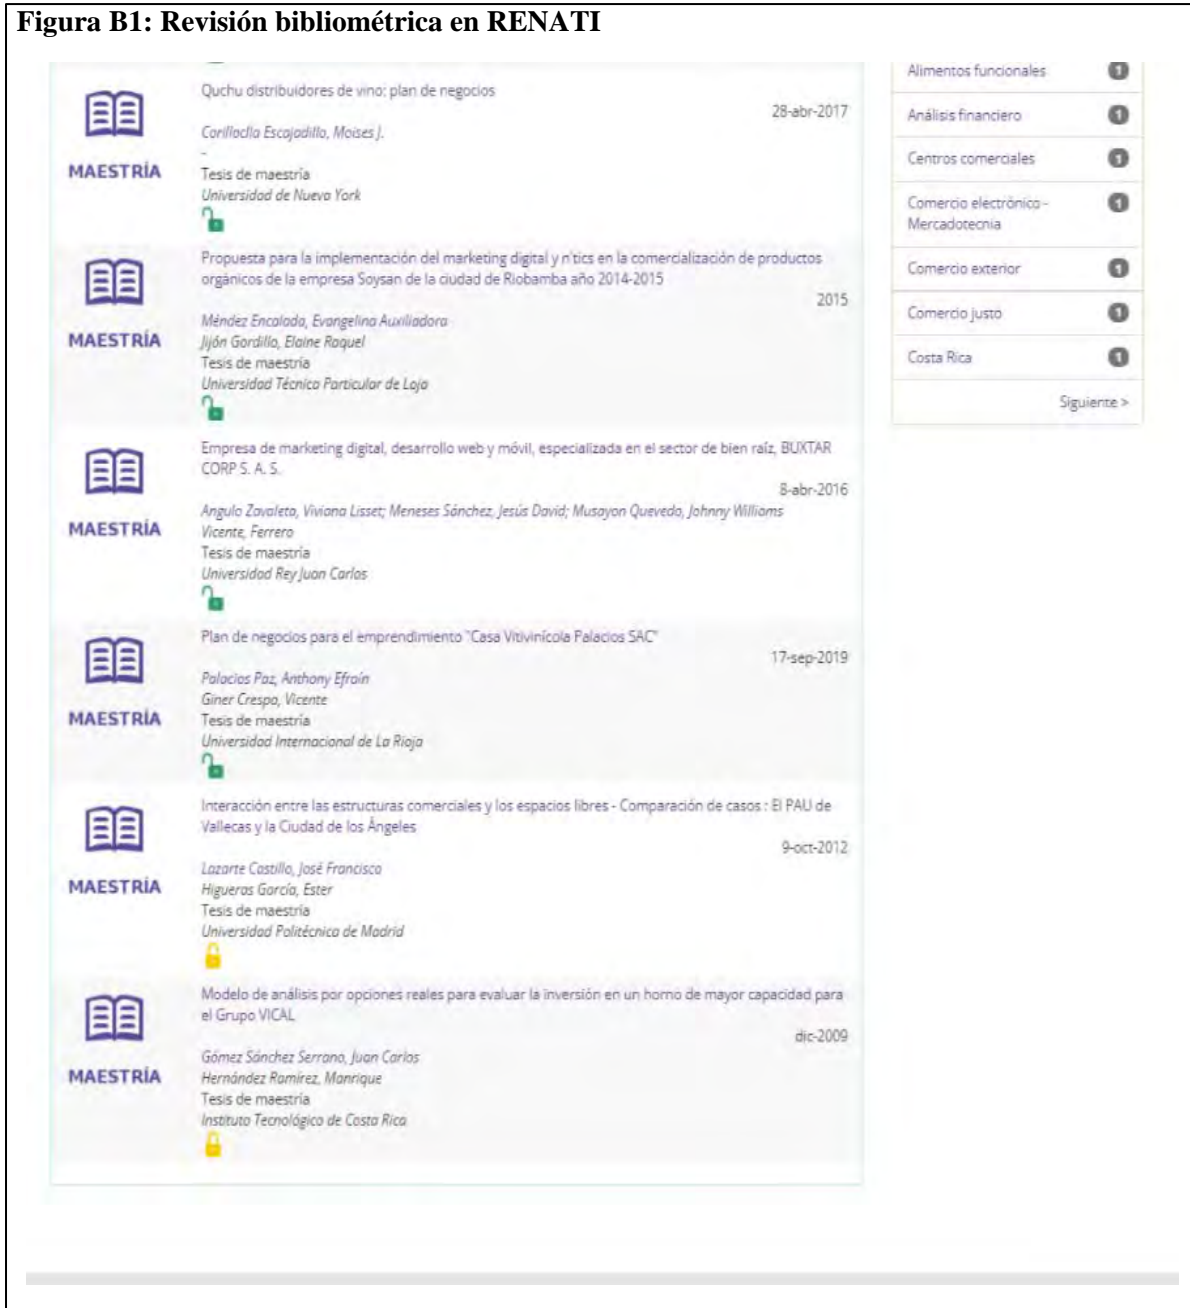 Figura B1: Revisión bibliométrica en RENATI
Quchu distribuidores de vino: plan de negocios
28-abr-2017
Corillaclla Escajadillo, Moises J.
-
MAESTRÍA
Tesis de maestría
Universidad de Nueva York
Propuesta para la implementación del marketing digital y n'tics en la comercialización de productos
orgánicos de la empresa Soysan de la ciudad de Riobamba año 2014-2015
2015
Méndez Encalada, Evangelina Auxiliadora
MAESTRÍA
Jijón Gordillo, Elaine Raquel
Tesis de maestría
Universidad Técnica Particular de Loja
Empresa de marketing digital, desarrollo web y móvil, especializada en el sector de bien raíz, BUXTAR
CORP S. A. S.
8-abr-2016
Angulo Zavaleta, Viviana Lisset; Meneses Sánchez, Jesús David; Musayon Quevedo, Johnny Williams
MAESTRÍA
Vicente, Ferrero
Tesis de maestría
Universidad Rey Juan Carlos
Plan de negocios para el emprendimiento "Casa Vitivinícola Palacios SAC"
17-sep-2019
Palacios Paz, Anthony Efraín
Giner Crespo, Vicente
MAESTRÍA
Tesis de maestría
Universidad Internacional de La Rioja
Interacción entre las estructuras comerciales y los espacios libres - Comparación de casos : El PAU de
Vallecas y la Ciudad de los Ángeles
9-oct-2012
Lazarte Castillo, José Francisco
MAESTRÍA
Higueras García, Ester
Tesis de maestría
Universidad Politécnica de Madrid
Modelo de análisis por opciones reales para evaluar la inversión en un horno de mayor capacidad para
el Grupo VICAL
dic-2009
Gómez Sánchez Serrano, Juan Carlos
MAESTRÍA
Hernández Ramírez, Manrique
Tesis de maestría
Instituto Tecnológico de Costa Rica
Alimentos funcionales 1
Análisis financiero 1
Centros comerciales 1
Comercio electrónico - 1
Mercadotecnia
Comercio exterior 1
Comercio justo 1
Costa Rica 1
Siguiente >